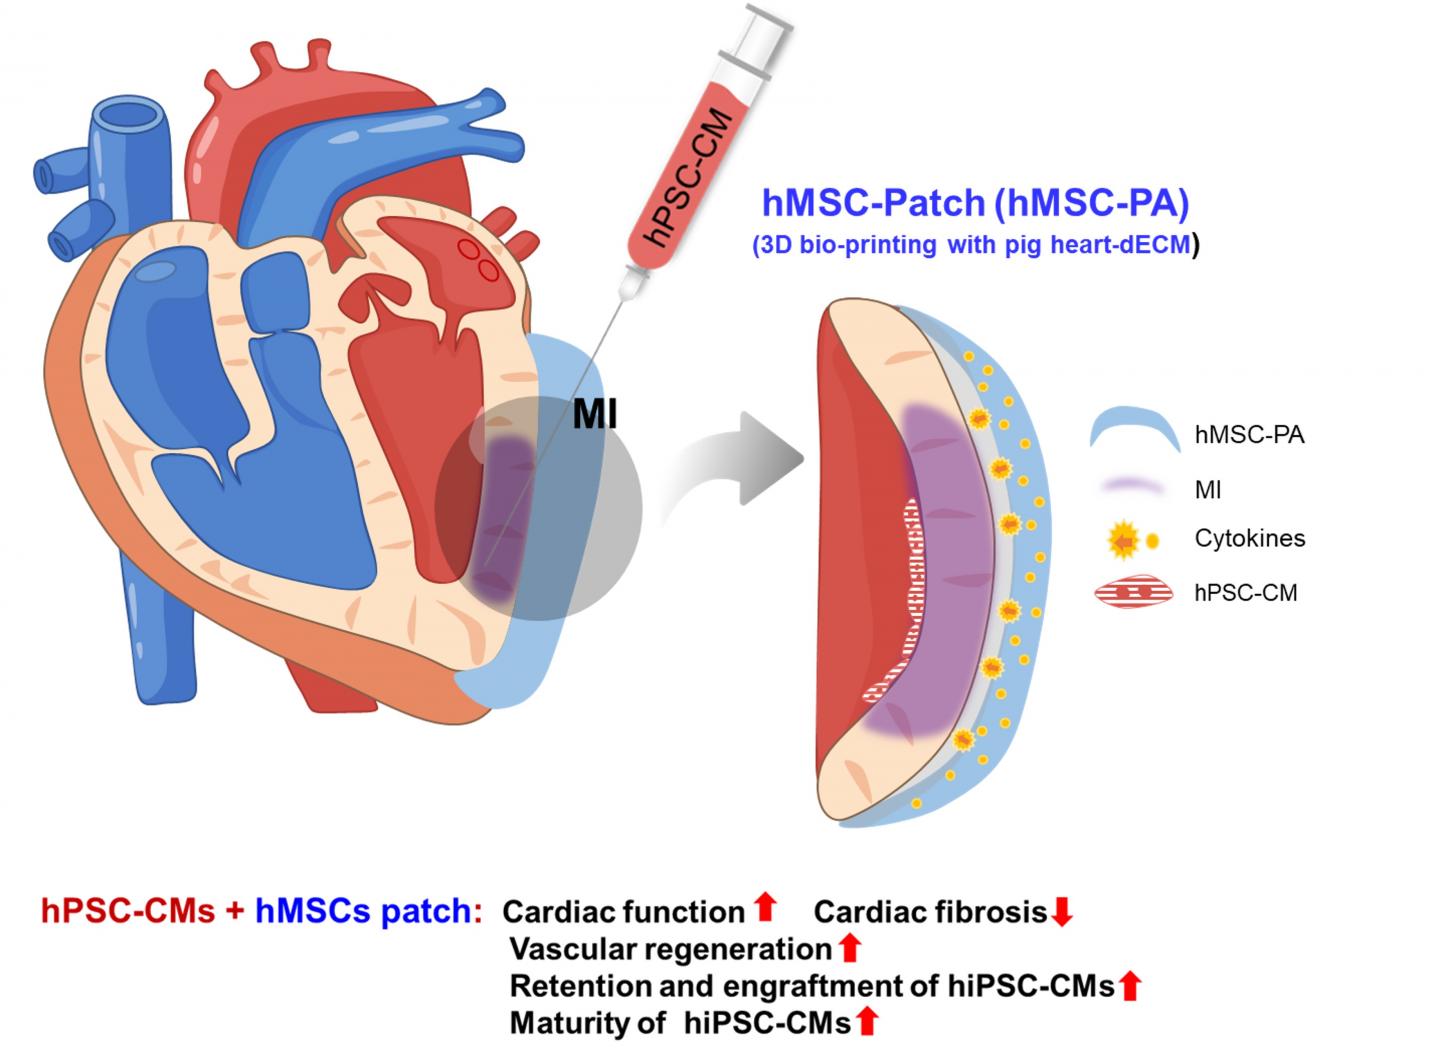 hPSC-CM
hMSC-Patch (hMSC-PA)
(3D bio-printing with pig heart-dECM)
MI
hMSC-PA
MI
Cytokines
hPSC-CM
hPSC-CMs + hMSCs patch: Cardiac function Cardiac fibrosis
Vascular regeneration
Retention and engraftment of hiPSC-CMs
Maturity of hiPSC-CMs